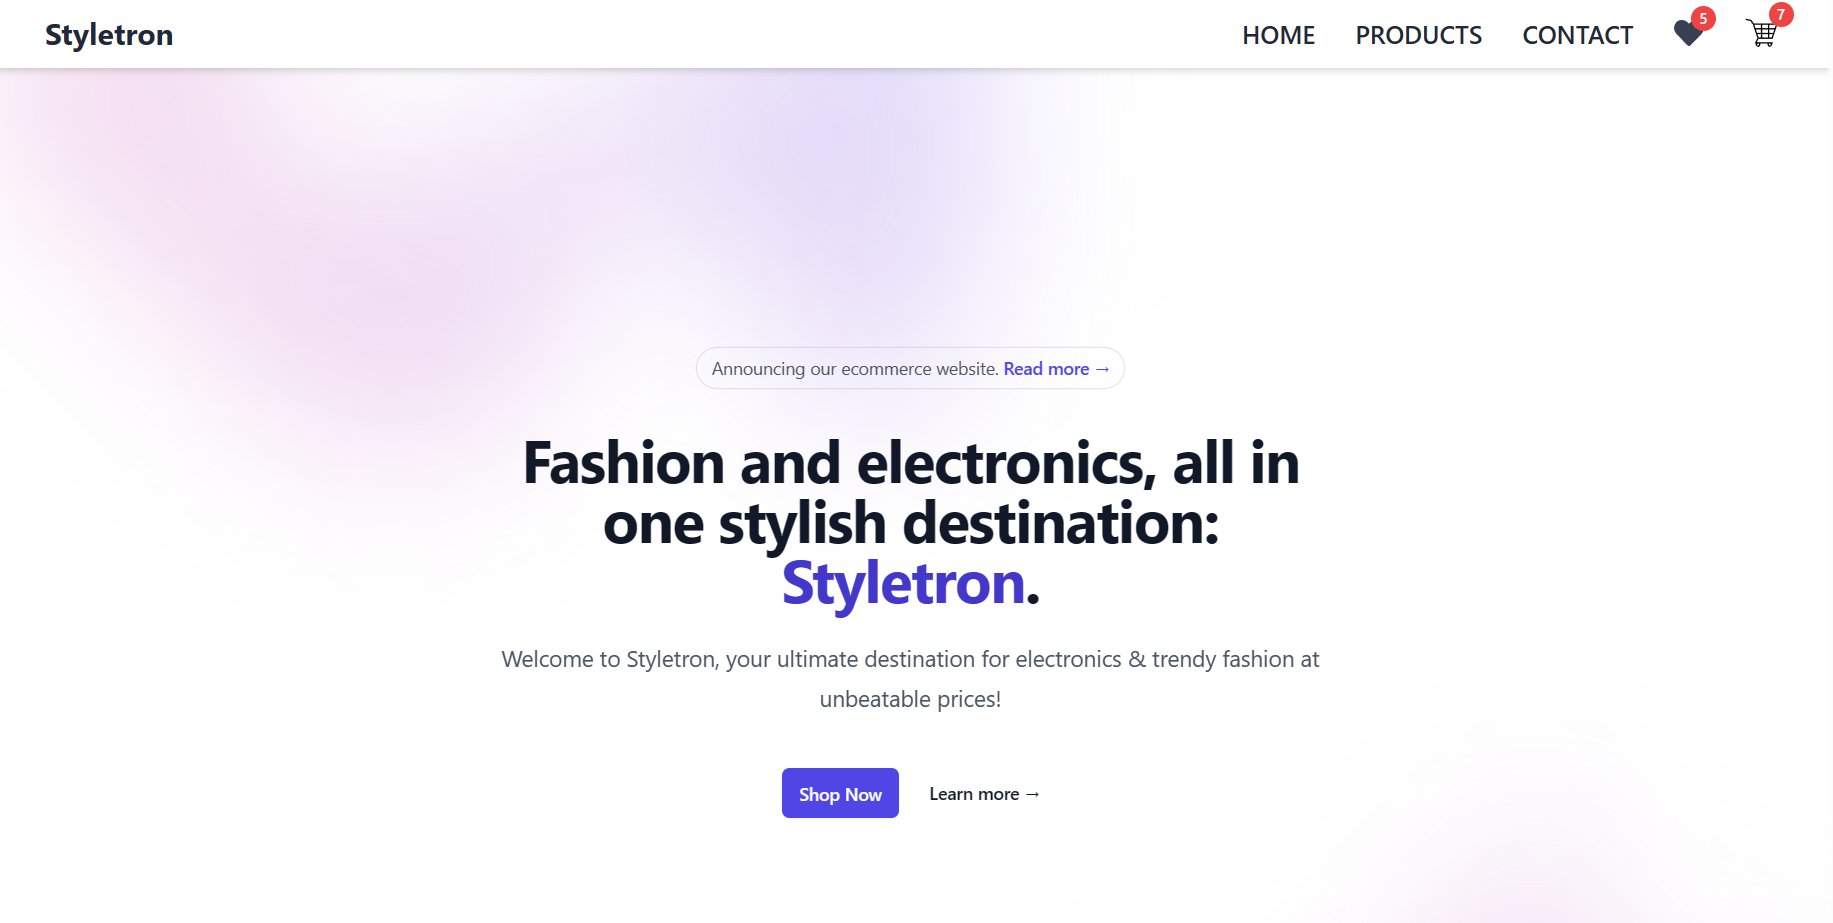 Styletron
HOME
PRODUCTS
CONTACT
5
7
Announcing our ecommerce website. Read more →
Fashion and electronics, all in
one stylish destination:
Styletron.
Welcome to Styletron, your ultimate destination for electronics & trendy fashion at
unbeatable prices!
Shop Now
Learn more →